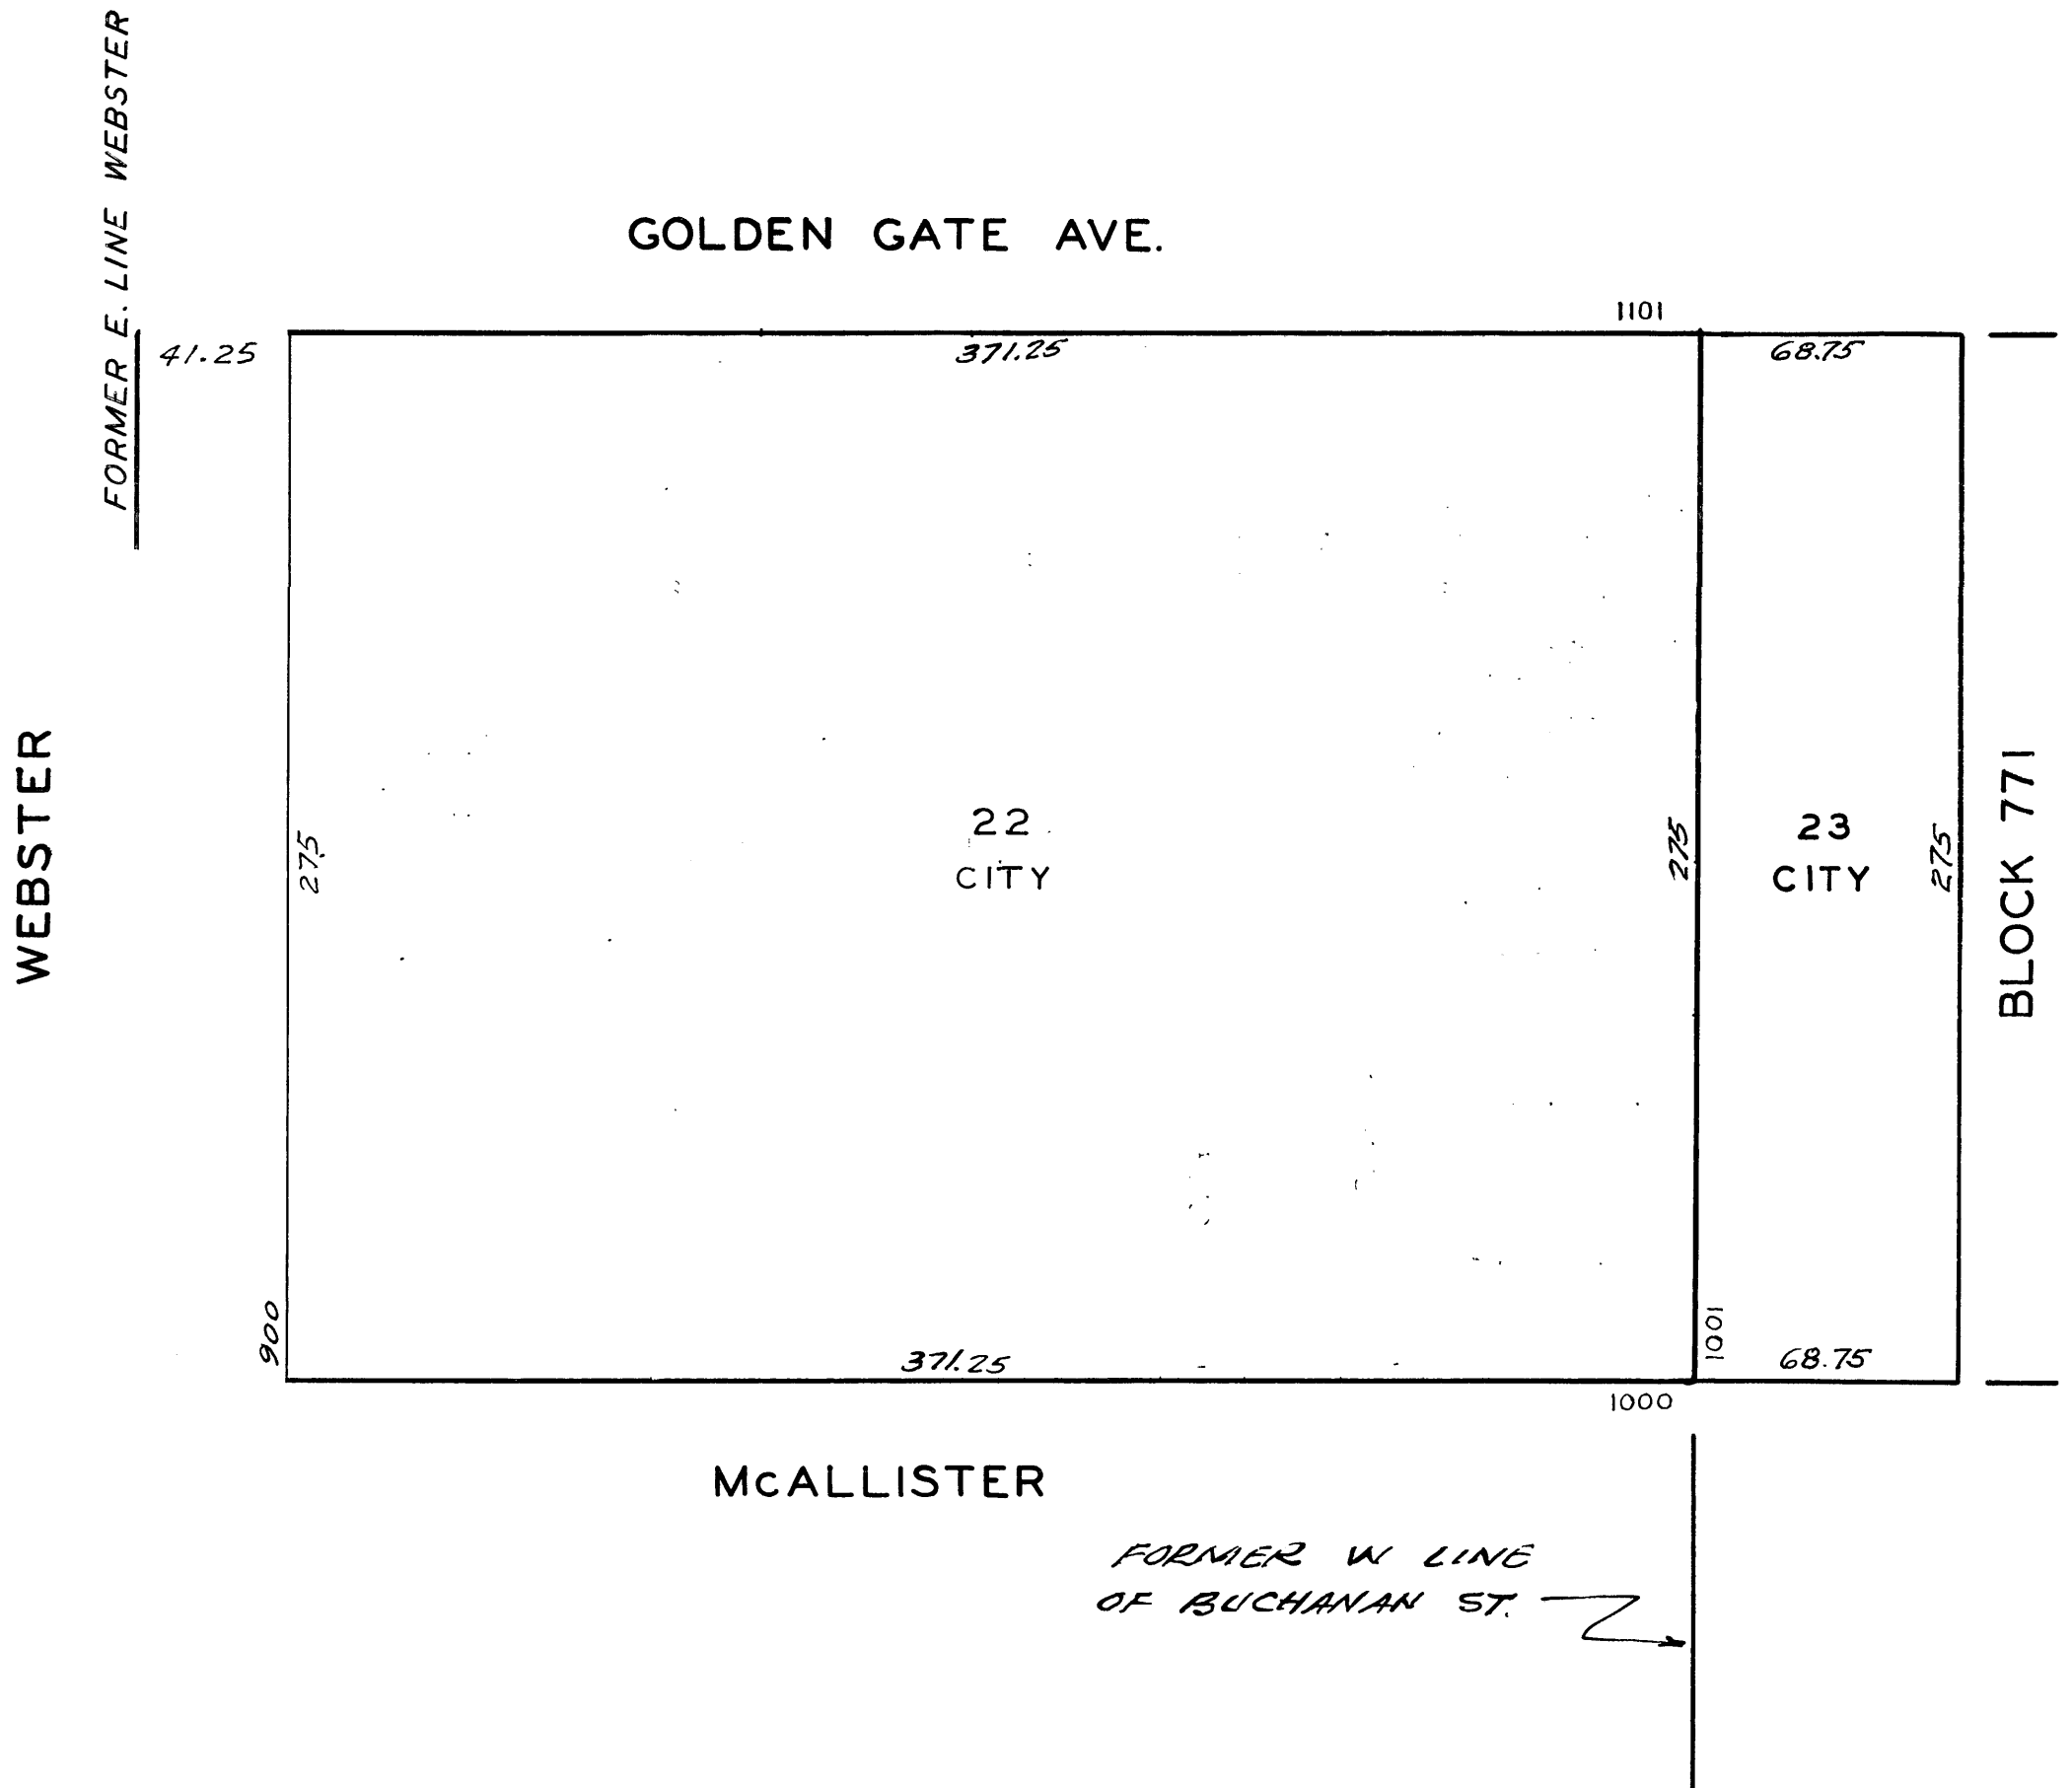 FORMER E. LINE WEBSTER
GOLDEN GATE AVE.
1101
41.25
371.25
68.75
WEBSTER
275
22
CITY
275
23
CITY
275
BLOCK 771
900
371.25
1001
68.75
1000
McALLISTER
FORMER W LINE
OF BUCHANAN ST.